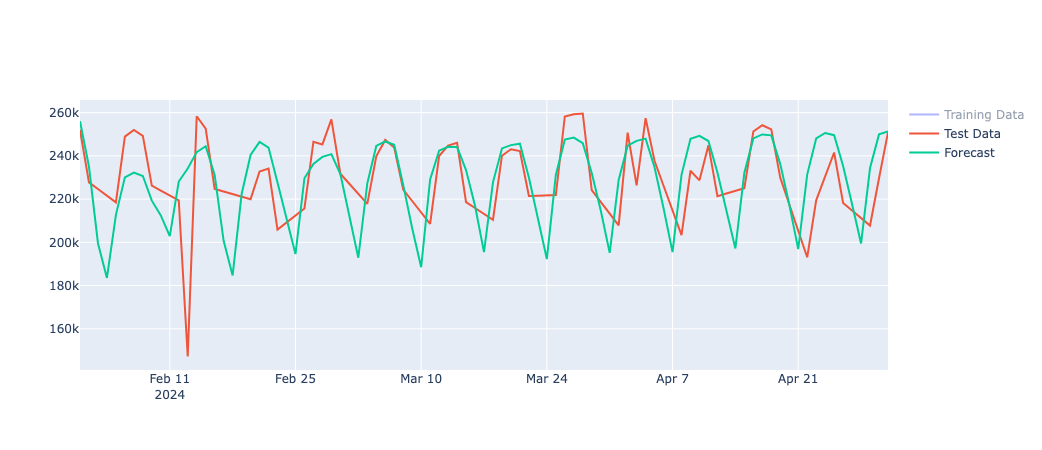 260k
240k
220k
200k
180k
160k
Feb 11
2024
Feb 25
Mar 10
Mar 24
Apr 7
Apr 21
Training Data
Test Data
Forecast